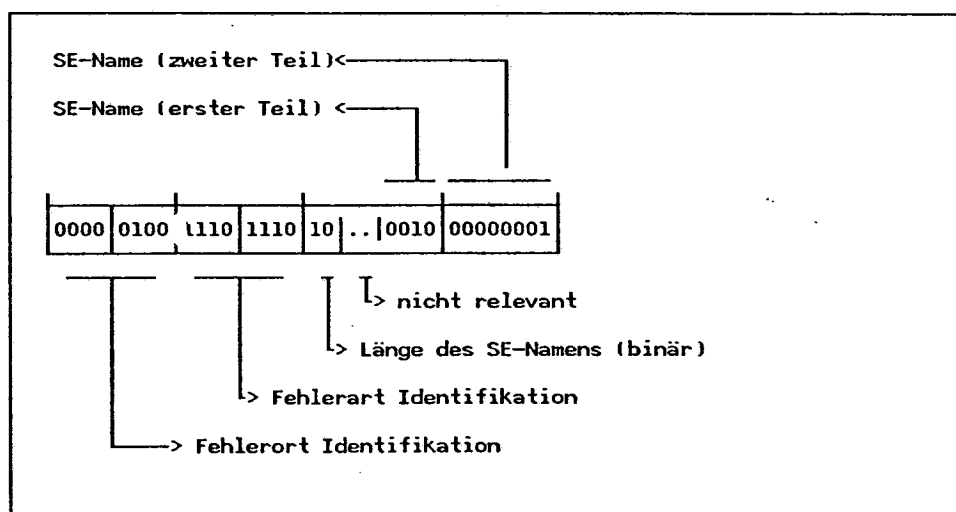 SE-Name (zweiter Teil)<
SE-Name (erster Teil) <
0000 0100 1110 1110 10 .. 0010 00000001
> nicht relevant
> Länge des SE-Namens (binär)
> Fehlerart Identifikation
> Fehlerort Identifikation